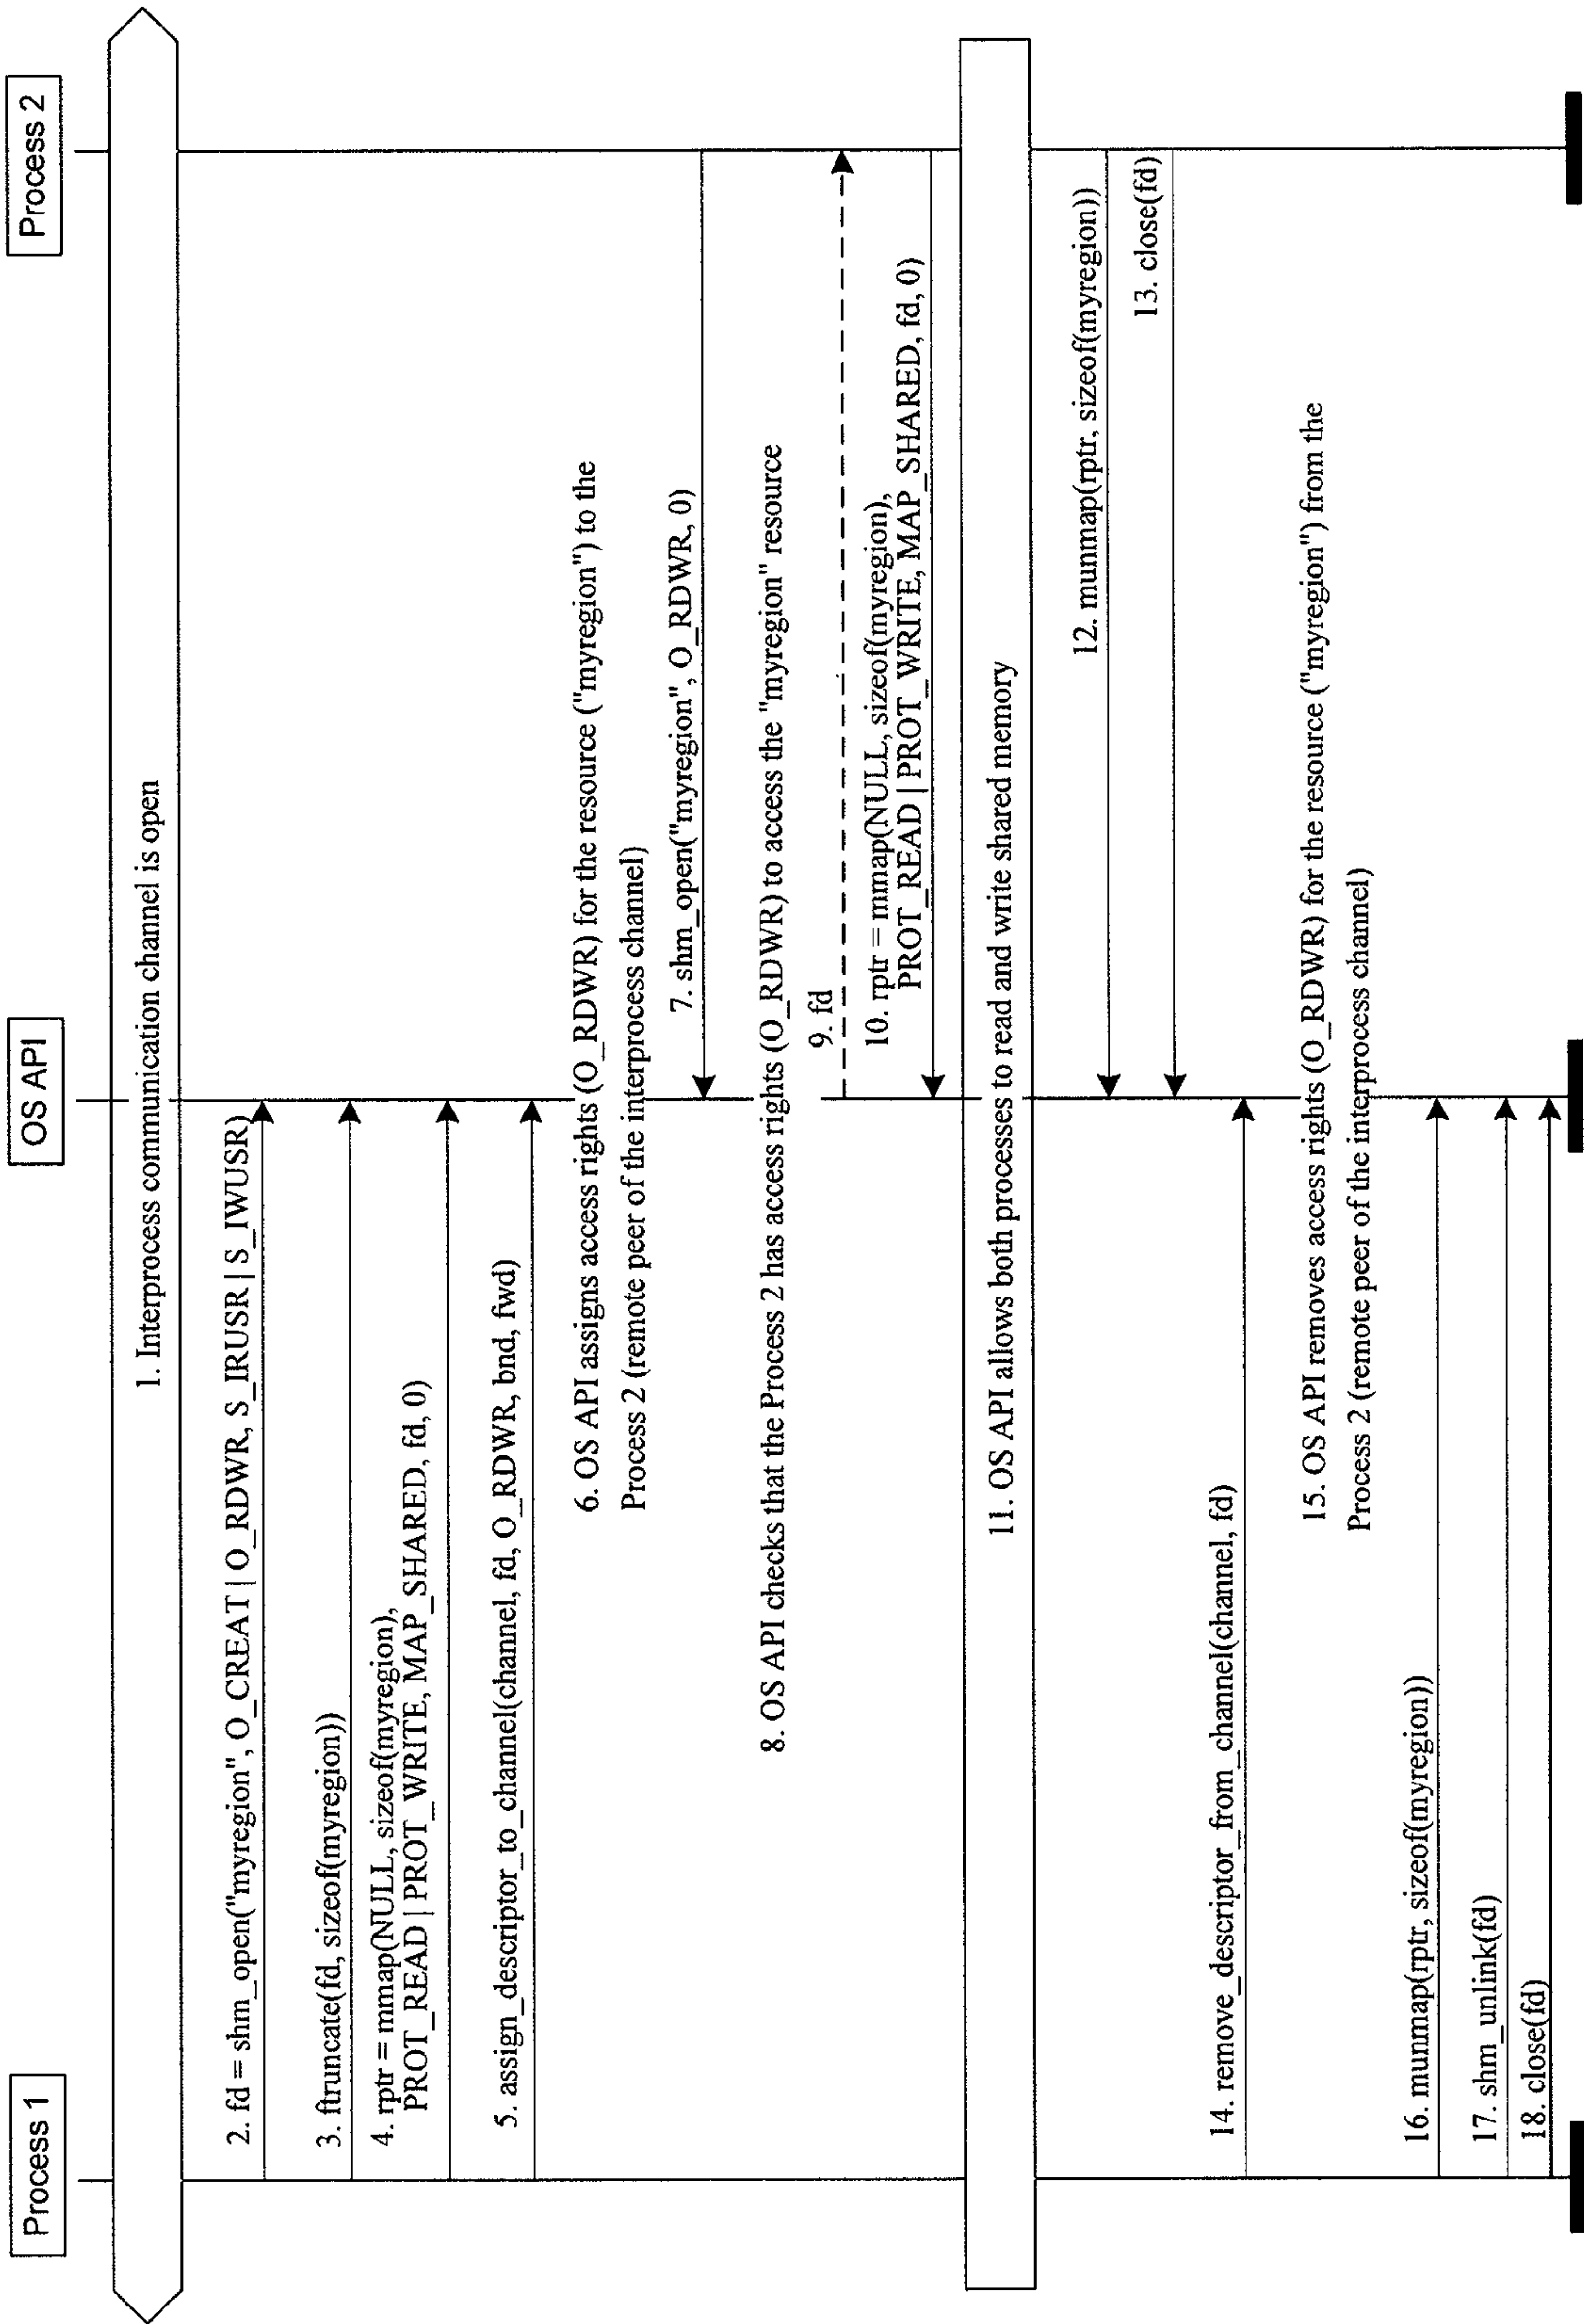 Process 1
OS API
Process 2
1. Interprocess communication channel is open
2. fd = shm_open("myregion", O_CREAT | O_RDWR, S_IRUSR | S_IWUSR)
3. ftruncate(fd, sizeof(myregion))
4. rptr = mmap(NULL, sizeof(myregion),
PROT_READ | PROT_WRITE, MAP_SHARED, fd, 0)
5. assign_descriptor_to_channel(channel, fd, O_RDWR, bnd, fwd)
6. OS API assigns access rights (O_RDWR) for the resource ("myregion") to the
Process 2 (remote peer of the interprocess channel)
7. shm_open("myregion", O_RDWR, 0)
8. OS API checks that the Process 2 has access rights (O_RDWR) to access the "myregion" resource
9. fd
10. rptr = mmap(NULL, sizeof(myregion),
PROT_READ | PROT_WRITE, MAP_SHARED, fd, 0)
11. OS API allows both processes to read and write shared memory
12. munmap(rptr, sizeof(myregion))
13. close(fd)
14. remove_descriptor_from_channel(channel, fd)
15. OS API removes access rights (O_RDWR) for the resource ("myregion") from the
Process 2 (remote peer of the interprocess channel)
16. munmap(rptr, sizeof(myregion))
17. shm_unlink(fd)
18. close(fd)